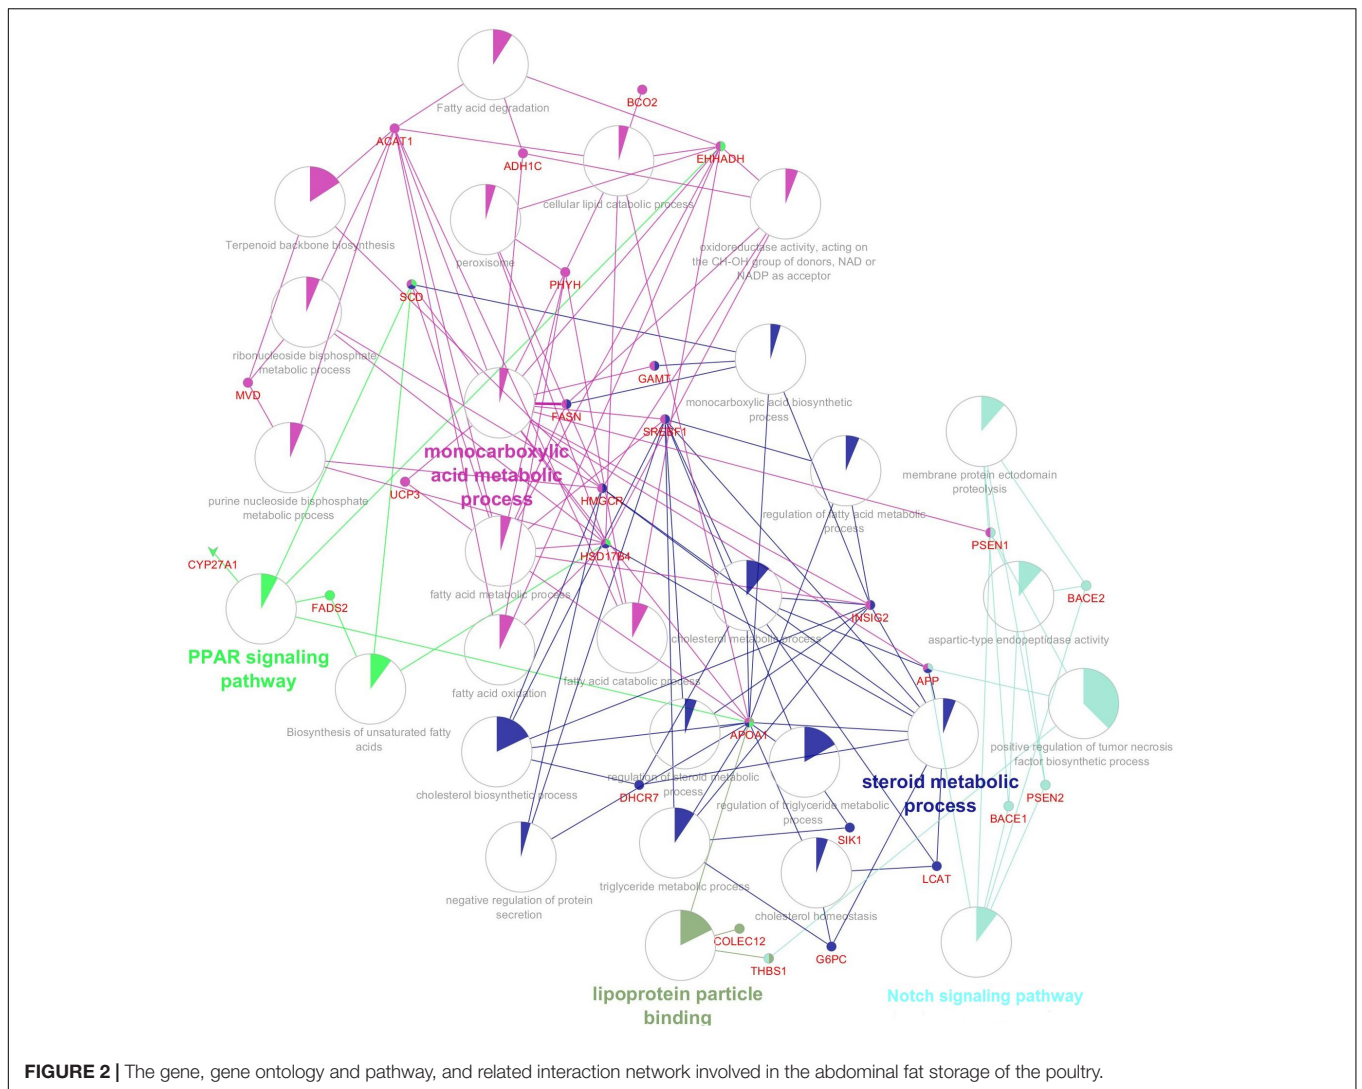 Fatty acid degradation
BCO2
ACAT1
ADH1C
EHHADH
cellular lipid catabolic process
Terpenoid backbone biosynthesis
peroxisome
oxidoreductase activity, acting on
the CH-OH group of donors, NAD or
NADP as acceptor
SCD
PHYH
ribonucleoside bisphosphate
metabolic process
MVD
GAMT
monocarboxylic acid biosynthetic
process
FASN
SREBF1
monocarboxylic
acid metabolic
process
membrane protein ectodomain
proteolysis
purine nucleoside bisphosphate
metabolic process
UCP3
HMGCR
regulation of fatty acid metabolic
process
PSEN1
HSD17B4
CYP27A1
FADS2
fatty acid metabolic process
BACE2
INSIG2
cholesterol metabolic process
aspartic-type endopeptidase activity
PPAR signaling
pathway
fatty acid oxidation
fatty acid catabolic process
APP
Biosynthesis of unsaturated fatty
acids
APOA1
positive regulation of tumor necrosis
factor biosynthetic process
regulation of steroid metabolic
process
steroid metabolic
process
cholesterol biosynthetic process
DHCR7
regulation of triglyceride metabolic
process
PSEN2
BACE1
SIK1
LCAT
negative regulation of protein
secretion
triglyceride metabolic process
cholesterol homeostasis
COLEC12
THBS1
G6PC
lipoprotein particle
binding
Notch signaling pathway
FIGURE 2 | The gene, gene ontology and pathway, and related interaction network involved in the abdominal fat storage of the poultry.